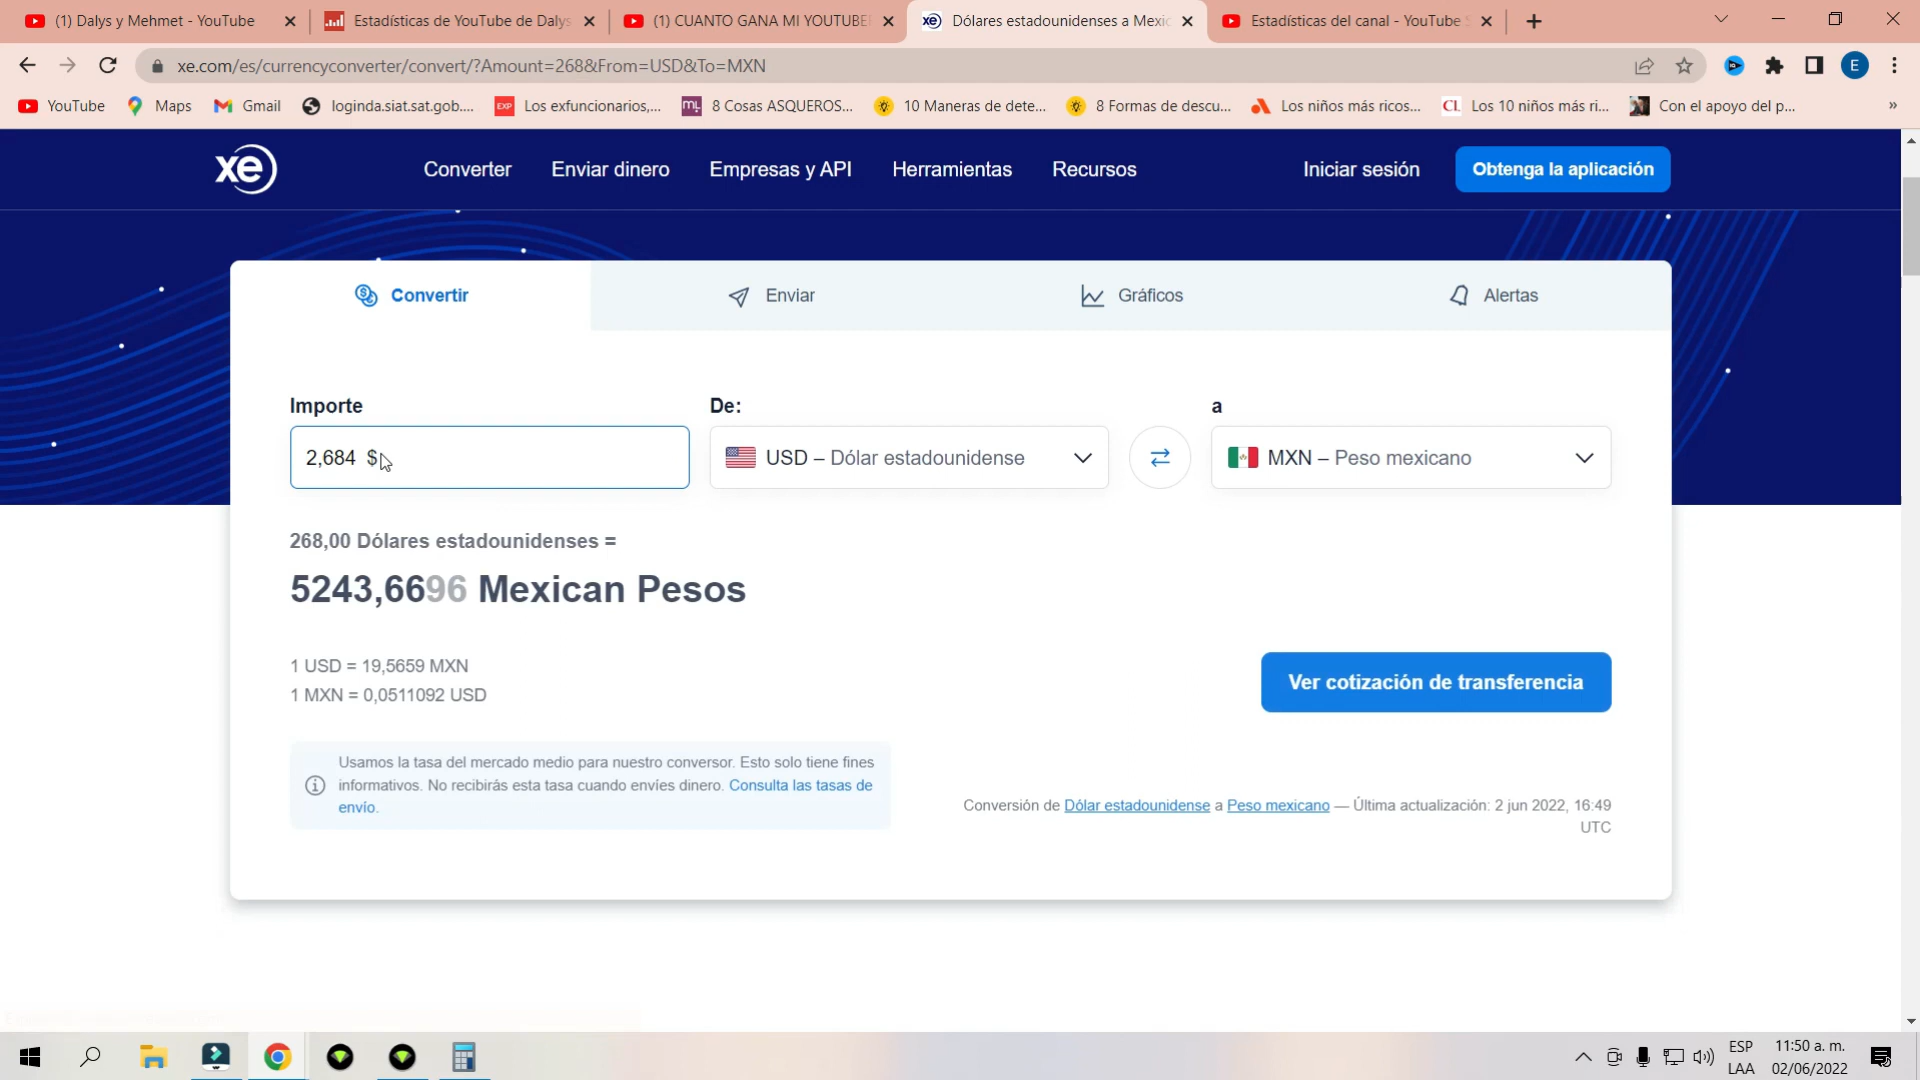 (1) Dalys y Mehmet - YouTube
Estadísticas de YouTube de Dalys
(1) CUANTO GANA MI YOUTUBER
Dólares estadounidenses a Mexic
Estadísticas del canal - YouTube S
xe.com/es/currencyconverter/convert/?Amount=268&From=USD&To=MXN
E
YouTube
Maps
Gmail
loginda.siat.sat.gob....
EXP Los exfuncionarios,...
mL 8 Cosas ASQUEROS...
10 Maneras de dete...
8 Formas de descu...
Los niños más ricos...
CL Los 10 niños más ri...
Con el apoyo del p...
»
xe
Converter
Enviar dinero
Empresas y API
Herramientas
Recursos
Iniciar sesión
Obtenga la aplicación
Convertir
Enviar
Gráficos
Alertas
Importe
De:
a
2,684 $
USD – Dólar estadounidense
MXN – Peso mexicano
268,00 Dólares estadounidenses =
5243,6696 Mexican Pesos
1 USD = 19,5659 MXN
1 MXN = 0,0511092 USD
Ver cotización de transferencia
Usamos la tasa del mercado medio para nuestro conversor. Esto solo tiene fines
informativos. No recibirás esta tasa cuando envíes dinero. Consulta las tasas de
envío.
Conversión de Dólar estadounidense a Peso mexicano — Última actualización: 2 jun 2022, 16:49
UTC
ESP
LAA
11:50 a. m.
02/06/2022